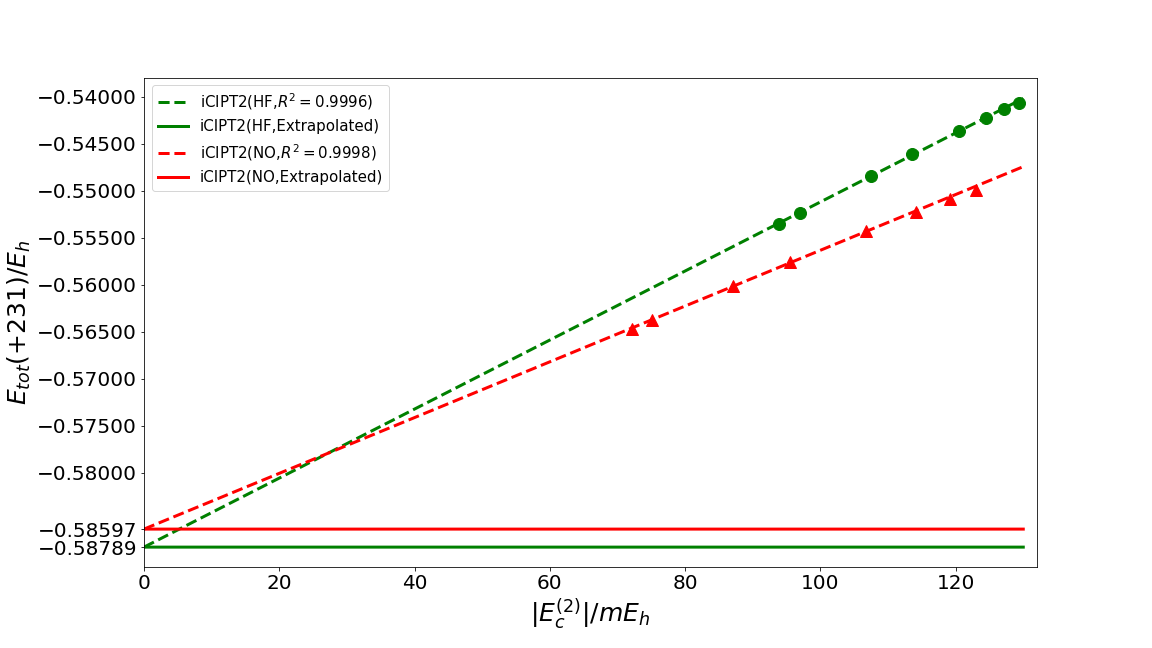 iCIPT2(HF,R² = 0.9996)
iCIPT2(HF,Extrapolated)
iCIPT2(NO,R² = 0.9998)
iCIPT2(NO,Extrapolated)
−0.54000
−0.54500
−0.55000
−0.55500
−0.56000
−0.56500
−0.57000
−0.57500
−0.58000
−0.58597
−0.58789
E_tot(+231)/E_h
0 20 40 60 80 100 120
|E_c^(2)|/mE_h